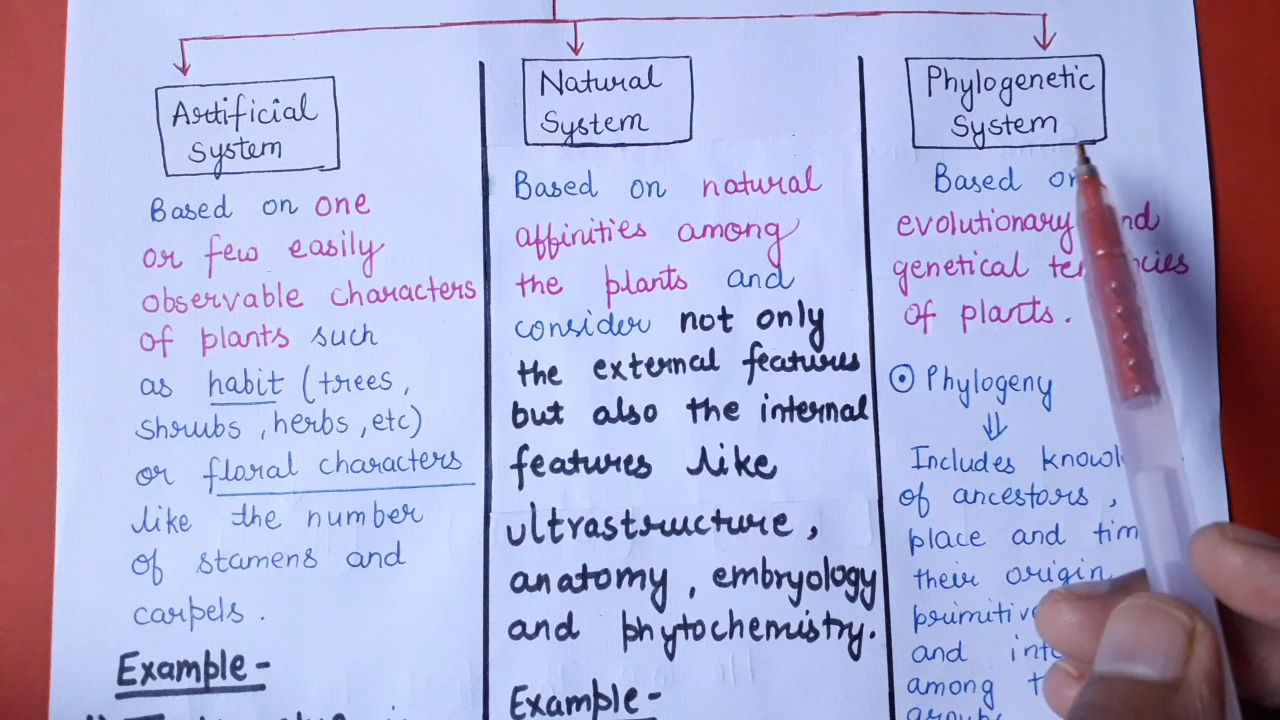 Artificial
System
Based on one
or few easily
observable characters
of plants such
as habit (trees,
shrubs, herbs, etc)
or floral characters
like the number
of stamens and
carpels.
Example-
Natural
System
Based on natural
affinities among
the plants and
consider not only
the external features
but also the internal
features like
ultrastructure,
anatomy, embryology
and phytochemistry.
Example-
Phylogenetic
System
Based on
evolutionary
genetical
of plants.
Phylogeny
⇓
Includes
of ancestors,
place and
their origin
and
among